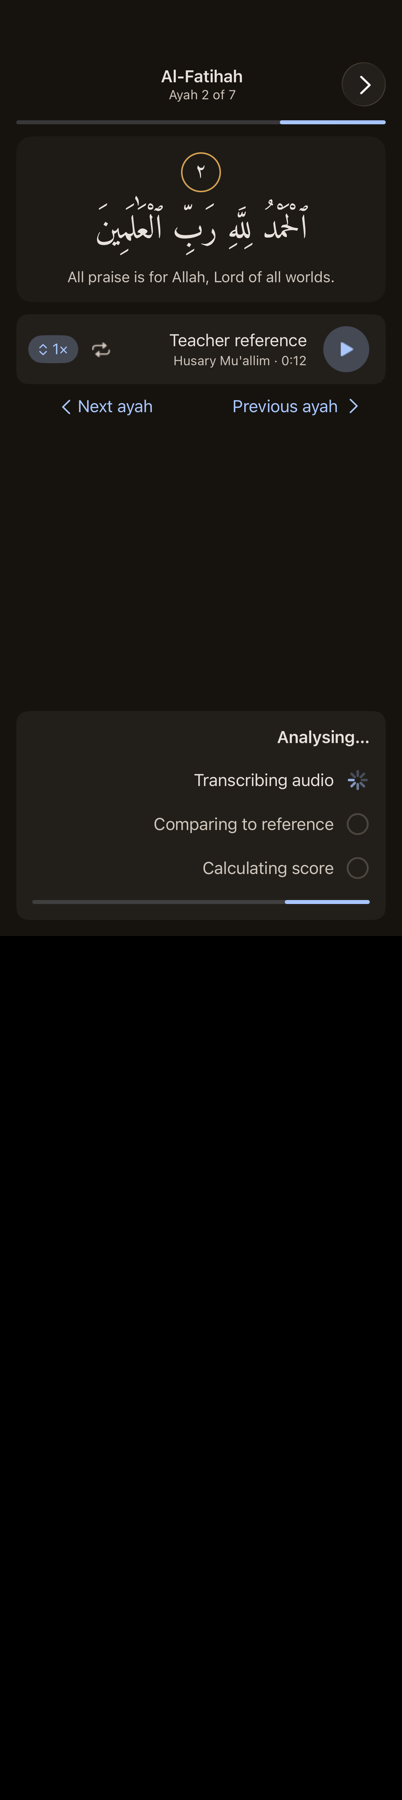 Al-Fatihah
Ayah 2 of 7
٢
ٱلْحَمْدُ لِلَّهِ رَبِّ ٱلْعَٰلَمِينَ
All praise is for Allah, Lord of all worlds.
Teacher reference
1×
Husary Mu'allim · 0:12
Previous ayah
Next ayah
Analysing...
Transcribing audio
Comparing to reference
Calculating score